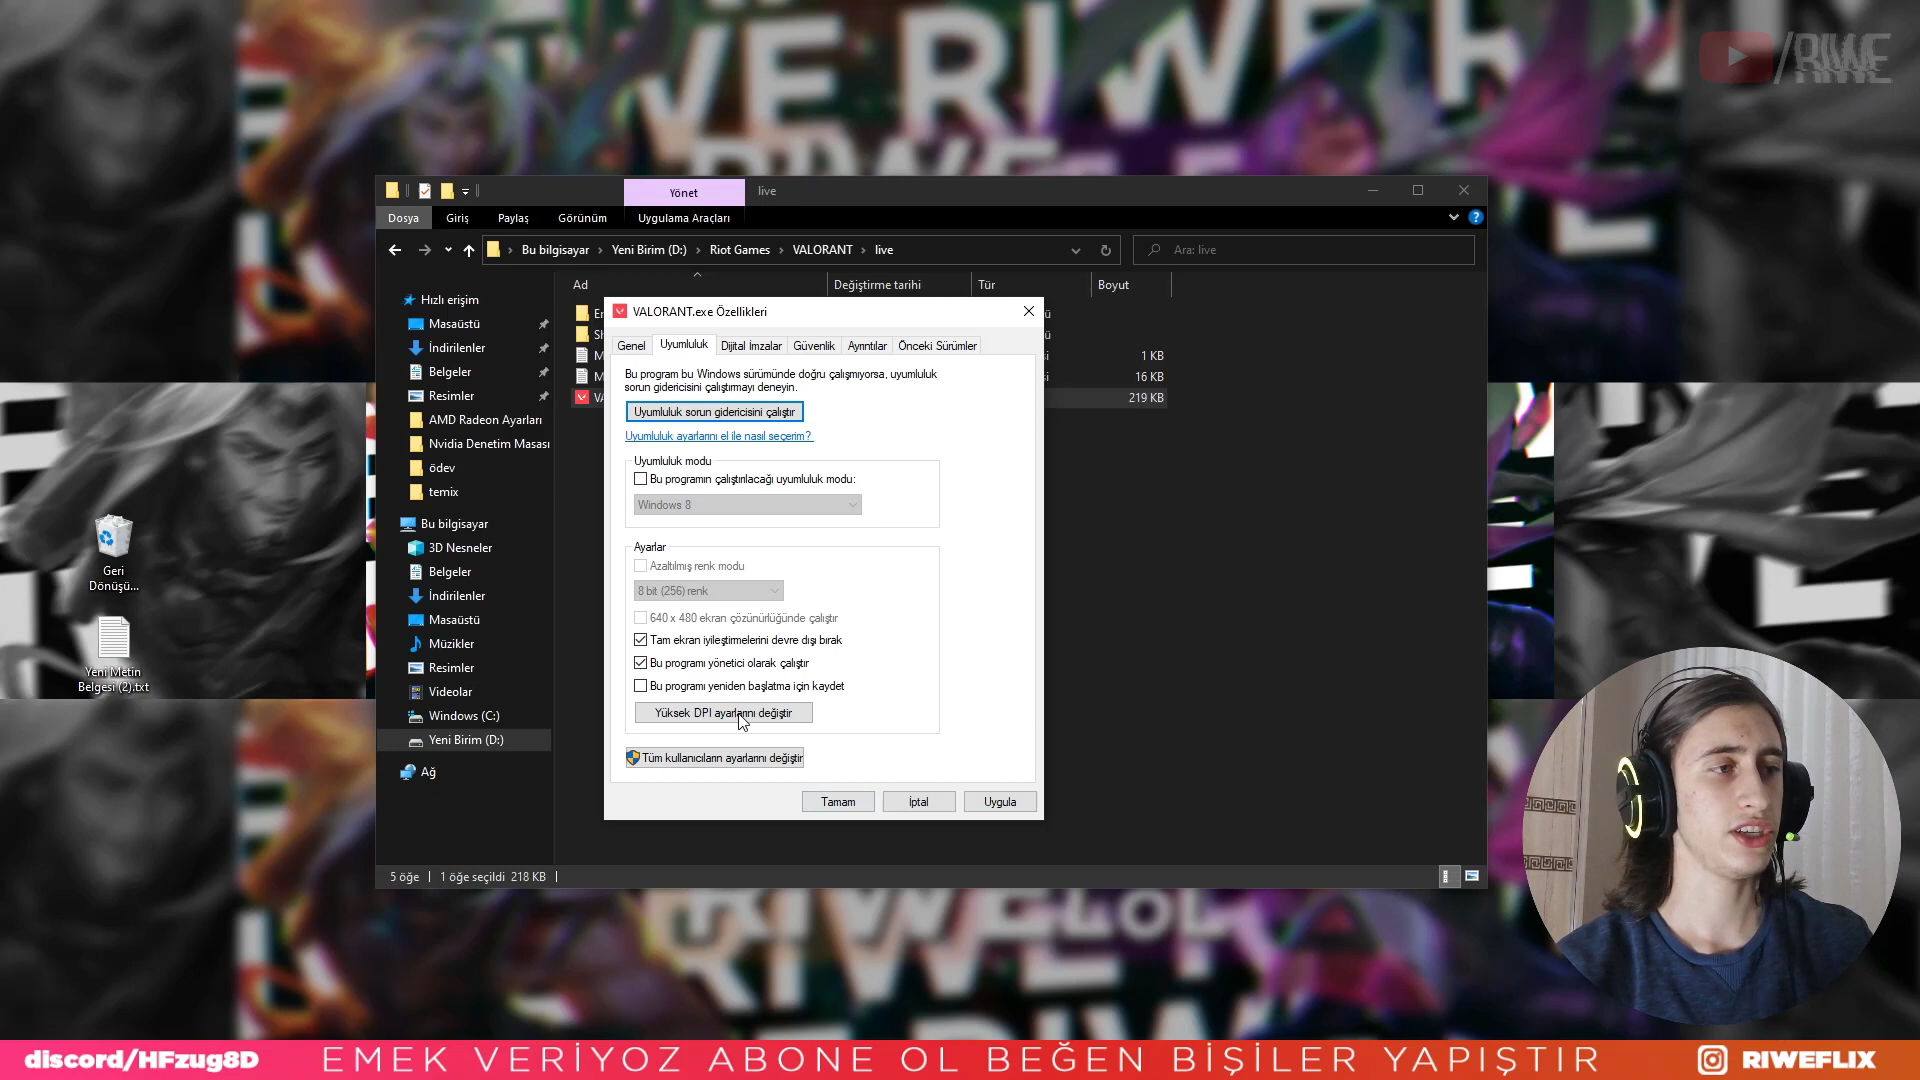 /RIWE
Yönet
live
Dosya
Giriş
Paylaş
Görünüm
Uygulama Araçları
Bu bilgisayar
Yeni Birim (D:)
Riot Games
VALORANT
live
Ara: live
Ad
Değiştirme tarihi
Tür
Boyut
1 KB
16 KB
219 KB
Hızlı erişim
Masaüstü
İndirilenler
Belgeler
Resimler
AMD Radeon Ayarları
Nvidia Denetim Masası
ödev
temix
Bu bilgisayar
3D Nesneler
Belgeler
İndirilenler
Masaüstü
Müzikler
Resimler
Videolar
Windows (C:)
Yeni Birim (D:)
Ağ
5 öğe
1 öğe seçildi 218 KB
VALORANT.exe Özellikleri
Genel
Uyumluluk
Dijital İmzalar
Güvenlik
Ayrıntılar
Önceki Sürümler
Bu program bu Windows sürümünde doğru çalışmıyorsa, uyumluluk
sorun gidericisini çalıştırmayı deneyin.
Uyumluluk sorun gidericisini çalıştır
Uyumluluk ayarlarını el ile nasıl seçerim?
Uyumluluk modu
Bu programın çalıştırılacağı uyumluluk modu:
Windows 8
Ayarlar
Azaltılmış renk modu
8 bit (256) renk
640 x 480 ekran çözünürlüğünde çalıştır
Tam ekran iyileştirmelerini devre dışı bırak
Bu programı yönetici olarak çalıştır
Bu programı yeniden başlatma için kaydet
Yüksek DPI ayarlarını değiştir
Tüm kullanıcıların ayarlarını değiştir
Tamam
İptal
Uygula
Geri
Dönüşü...
Yeni Metin
Belgesi (2).txt
discord/HFzug8D
EMEK VERİYOZ ABONE OL BEĞEN BİŞİLER YAPIŞTIR
RIWEFLIX